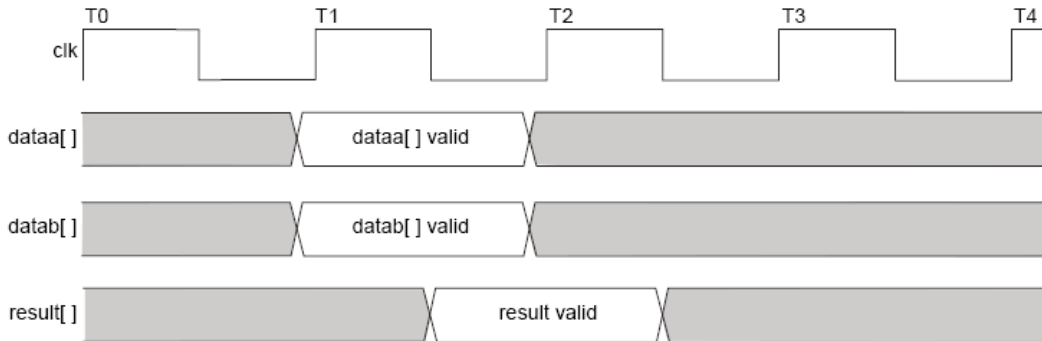 T0 T1 T2 T3 T4
clk
dataa[ ] dataa[ ] valid
datab[ ] datab[ ] valid
result[ ] result valid